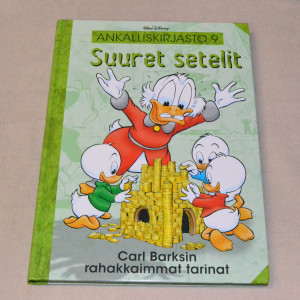 Walt Disney
ANKALLISKIRJASTO 9
Suuret setelit
Carl Barksin
rahakkaimmat tarinat